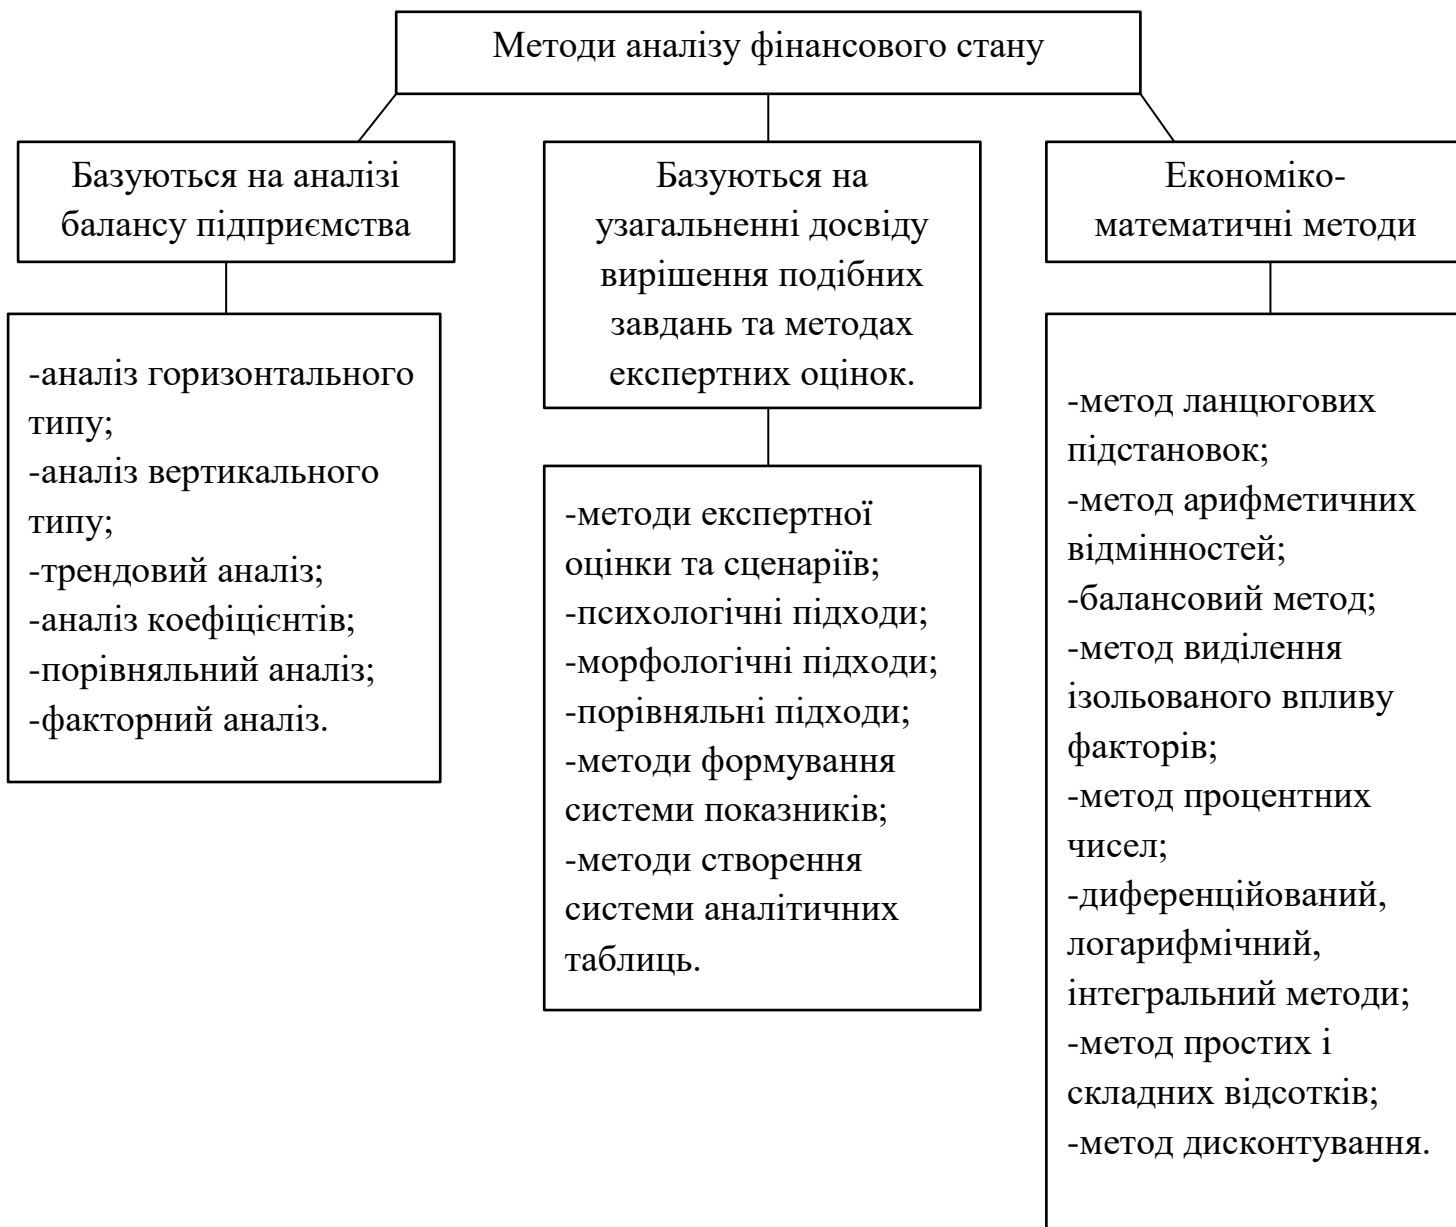 Методи аналізу фінансового стану
Базуються на аналізі
балансу підприємства
-аналіз горизонтального
типу;
-аналіз вертикального
типу;
-трендовий аналіз;
-аналіз коефіцієнтів;
-порівняльний аналіз;
-факторний аналіз.
Базуються на
узагальненні досвіду
вирішення подібних
завдань та методах
експертних оцінок.
-методи експертної
оцінки та сценаріїв;
-психологічні підходи;
-морфологічні підходи;
-порівняльні підходи;
-методи формування
системи показників;
-методи створення
системи аналітичних
таблиць.
Економіко-
математичні методи
-метод ланцюгових
підстановок;
-метод арифметичних
відмінностей;
-балансовий метод;
-метод виділення
ізольованого впливу
факторів;
-метод процентних
чисел;
-диференційований,
логарифмічний,
інтегральний методи;
-метод простих і
складних відсотків;
-метод дисконтування.